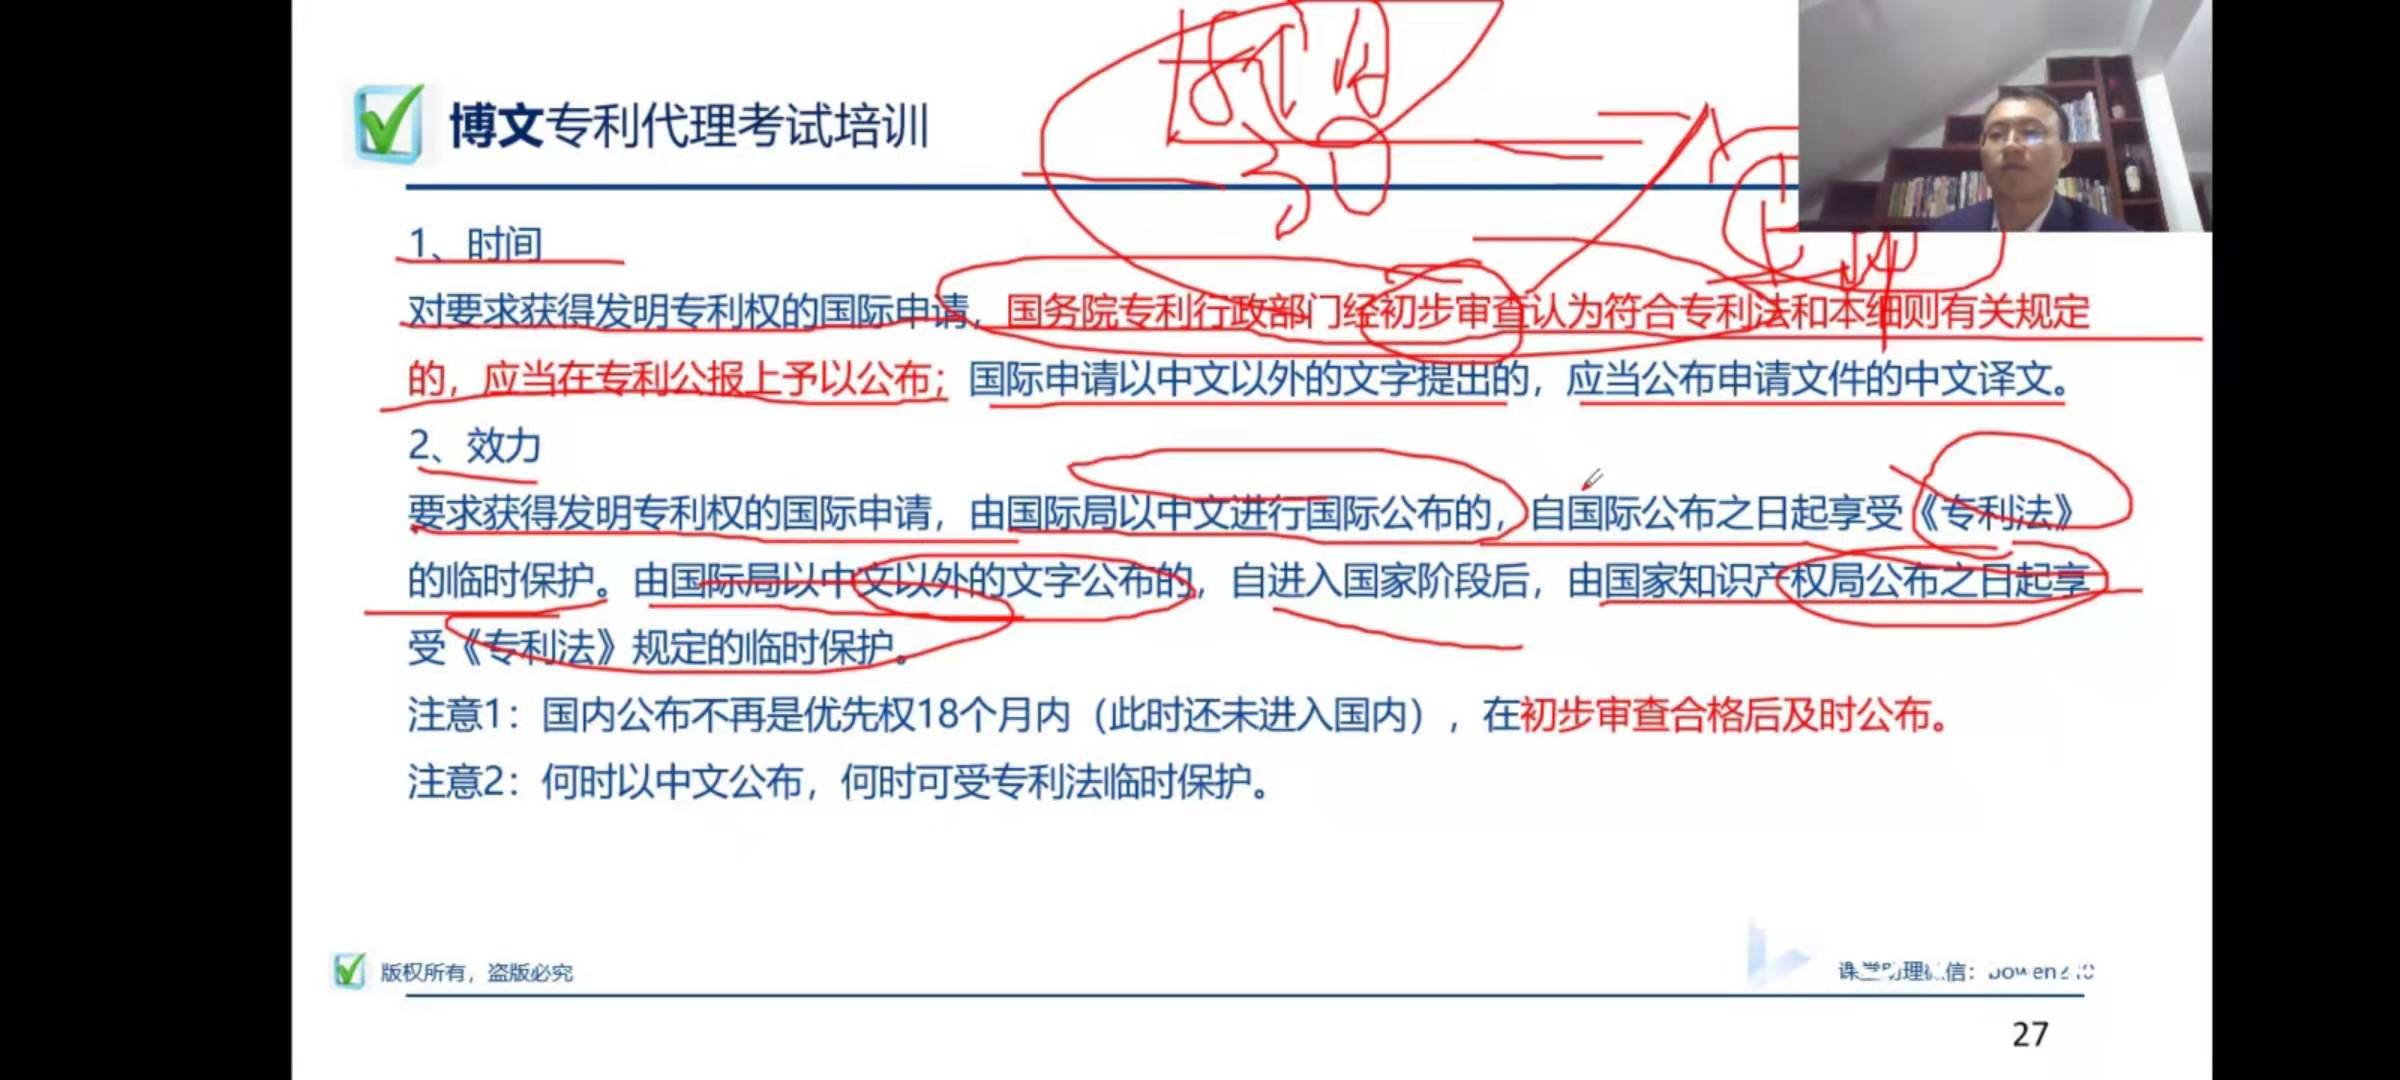 18个月
30
博文专利代理考试培训
1、时间
对要求获得发明专利权的国际申请，国务院专利行政部门经初步审查认为符合专利法和本细则有关规定
的，应当在专利公报上予以公布；国际申请以中文以外的文字提出的，应当公布申请文件的中文译文。
2、效力
要求获得发明专利权的国际申请，由国际局以中文进行国际公布的，自国际公布之日起享受《专利法》
的临时保护。由国际局以中文以外的文字公布的，自进入国家阶段后，由国家知识产权局公布之日起享
受《专利法》规定的临时保护。
注意1：国内公布不再是优先权18个月内（此时还未进入国内），在初步审查合格后及时公布。
注意2：何时以中文公布，何时可受专利法临时保护。
版权所有，盗版必究
课堂助理微信：bowen210
27